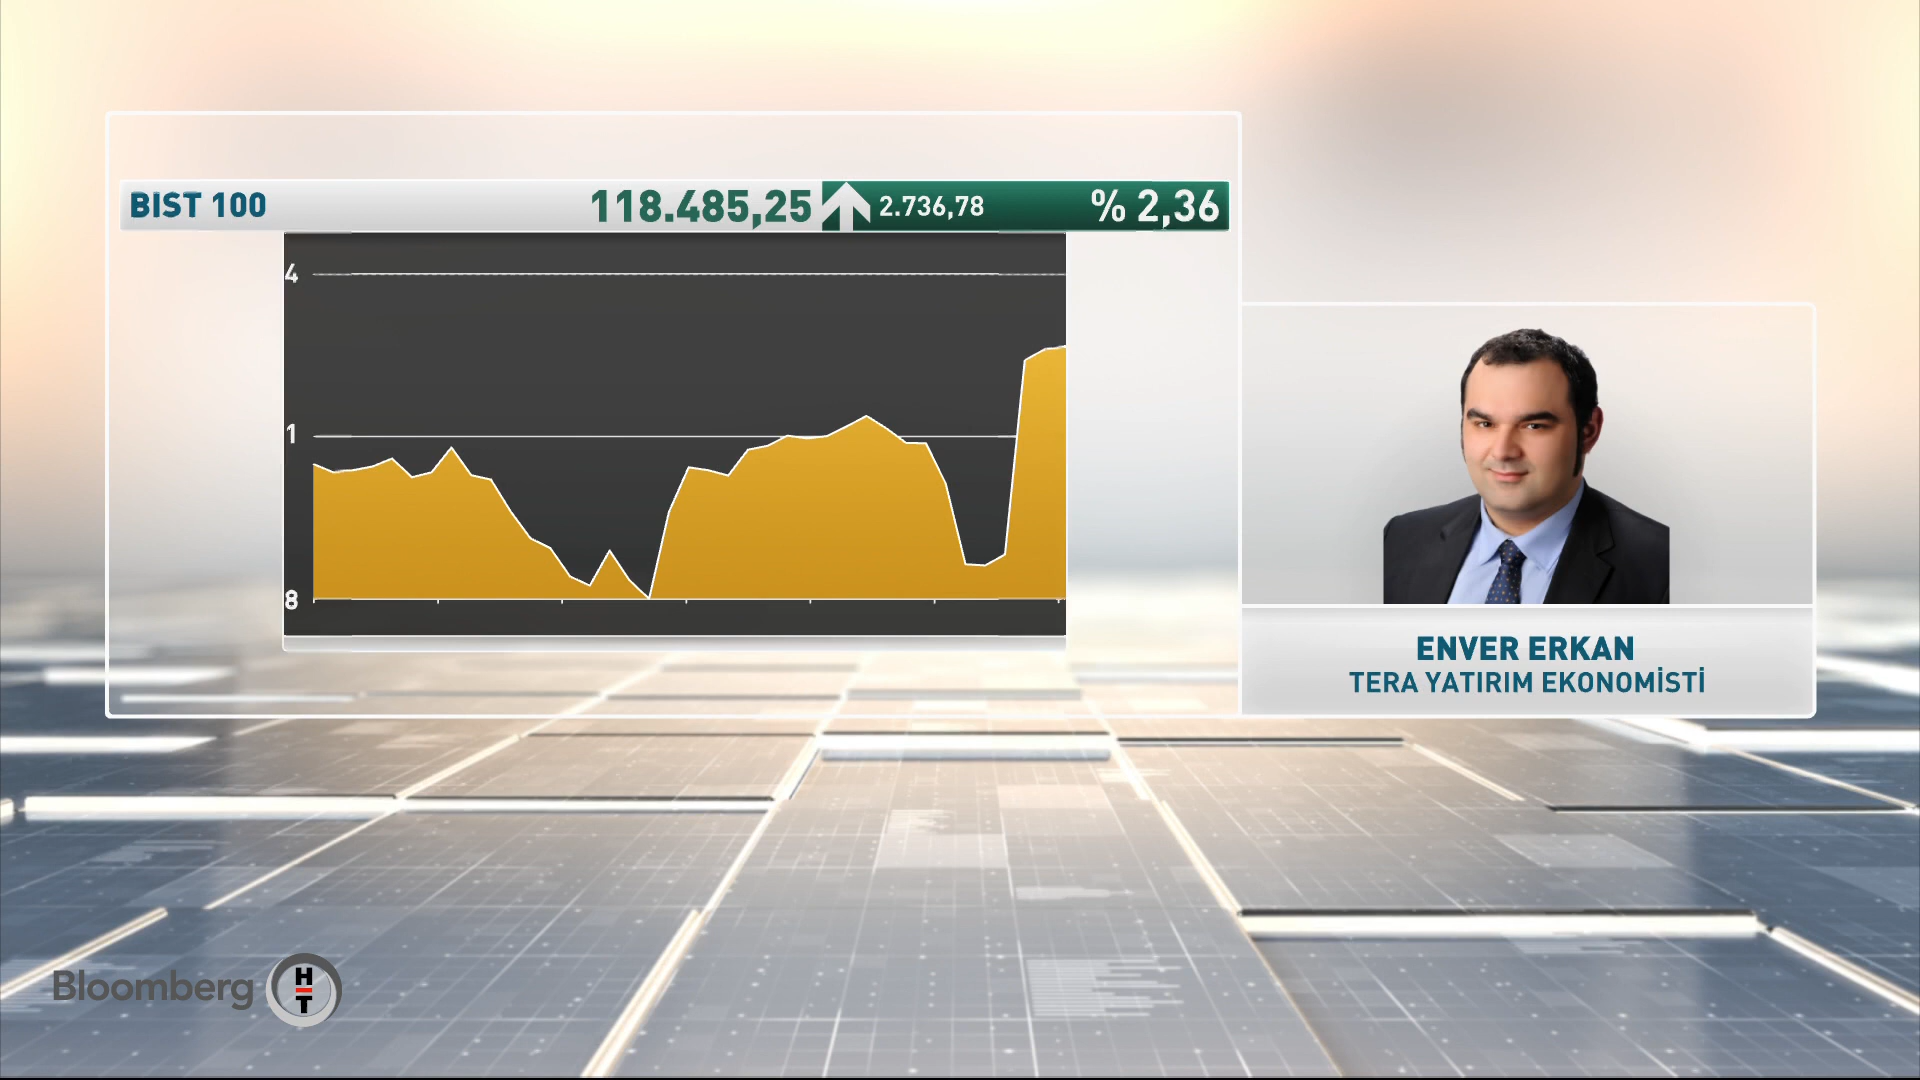 BIST 100 118.485,25 2.736,78 % 2,36
4
1
8
ENVER ERKAN
TERA YATIRIM EKONOMİSTİ
Bloomberg HT